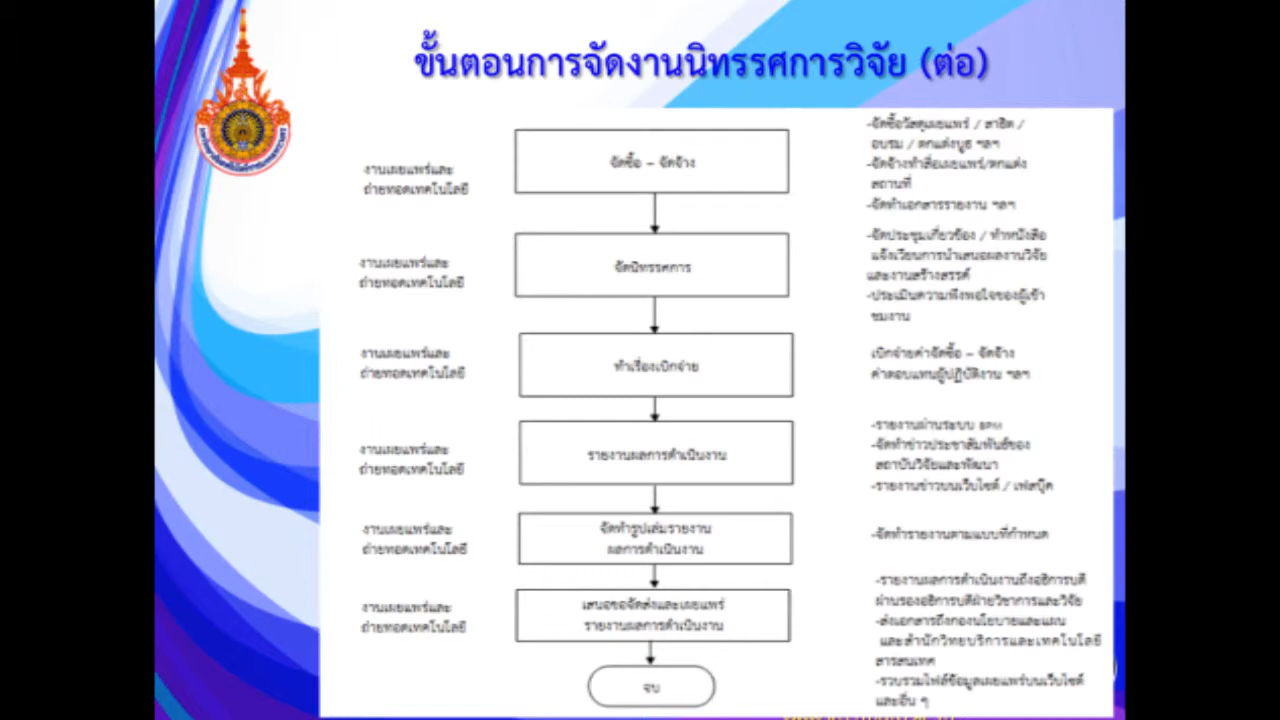 ขั้นตอนการจัดงานนิทรรศการวิจัย (ต่อ)
งานเผยแพร่และ
ถ่ายทอดเทคโนโลยี
จัดซื้อ – จัดจ้าง
-จัดซื้อวัสดุเผยแพร่ / สาธิต /
อบรม / ตกแต่งบูธ ฯลฯ
-จัดจ้างทำสื่อเผยแพร่/ตกแต่ง
สถานที่
-จัดทำเอกสารรายงาน ฯลฯ
งานเผยแพร่และ
ถ่ายทอดเทคโนโลยี
จัดนิทรรศการ
-จัดประชุมเกี่ยวข้อง / ทำหนังสือ
แจ้งเวียนการนำเสนอผลงานวิจัย
และงานสร้างสรรค์
-ประเมินความพึงพอใจของผู้เข้า
ชมงาน
งานเผยแพร่และ
ถ่ายทอดเทคโนโลยี
ทำเรื่องเบิกจ่าย
เบิกจ่ายค่าจัดซื้อ – จัดจ้าง
ค่าตอบแทนผู้ปฏิบัติงาน ฯลฯ
งานเผยแพร่และ
ถ่ายทอดเทคโนโลยี
รายงานผลการดำเนินงาน
-รายงานผ่านระบบ BPM
-จัดทำข่าวประชาสัมพันธ์ของ
สถาบันวิจัยและพัฒนา
-รายงานข่าวบนเว็บไซต์ / เฟสบุ๊ค
งานเผยแพร่และ
ถ่ายทอดเทคโนโลยี
จัดทำรูปเล่มรายงาน
ผลการดำเนินงาน
-จัดทำรายงานตามแบบที่กำหนด
งานเผยแพร่และ
ถ่ายทอดเทคโนโลยี
เสนอขอจัดส่งและเผยแพร่
รายงานผลการดำเนินงาน
-รายงานผลการดำเนินงานถึงอธิการบดี
ผ่านรองอธิการบดีฝ่ายวิชาการและวิจัย
-ส่งเอกสารถึงกองนโยบายและแผน
และสำนักวิทยบริการและเทคโนโลยี
สารสนเทศ
-รวบรวมไฟล์ข้อมูลเผยแพร่บนเว็บไซต์
และอื่น ๆ
จบ